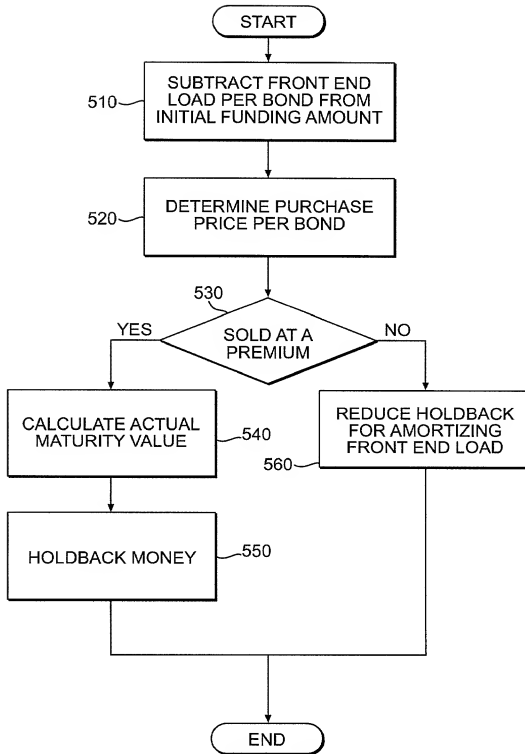 START
510
SUBTRACT FRONT END
LOAD PER BOND FROM
INITIAL FUNDING AMOUNT
520
DETERMINE PURCHASE
PRICE PER BOND
530
YES
SOLD AT A
PREMIUM
NO
CALCULATE ACTUAL
MATURITY VALUE
540
REDUCE HOLDBACK
FOR AMORTIZING
FRONT END LOAD
560
HOLDBACK MONEY
550
END